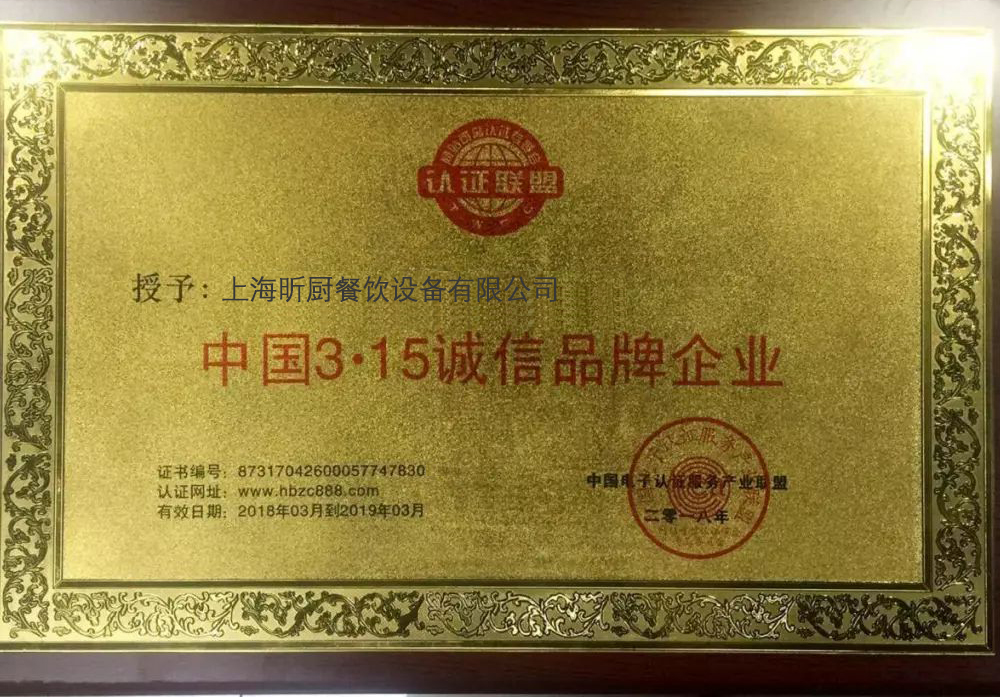 认证联盟
授予：上海昕厨餐饮设备有限公司
中国3·15诚信品牌企业
证书编号：87317042600057747830
认证网址：www.hbzc888.com
有效日期：2018年03月到2019年03月
中国电子认证服务产业联盟
二零一八年